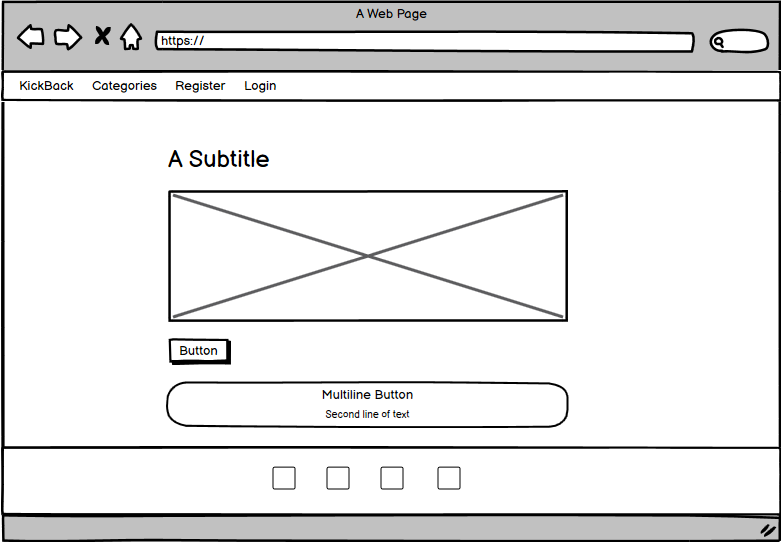 A Web Page
https://
KickBack Categories Register Login
A Subtitle
Button
Multiline Button
Second line of text